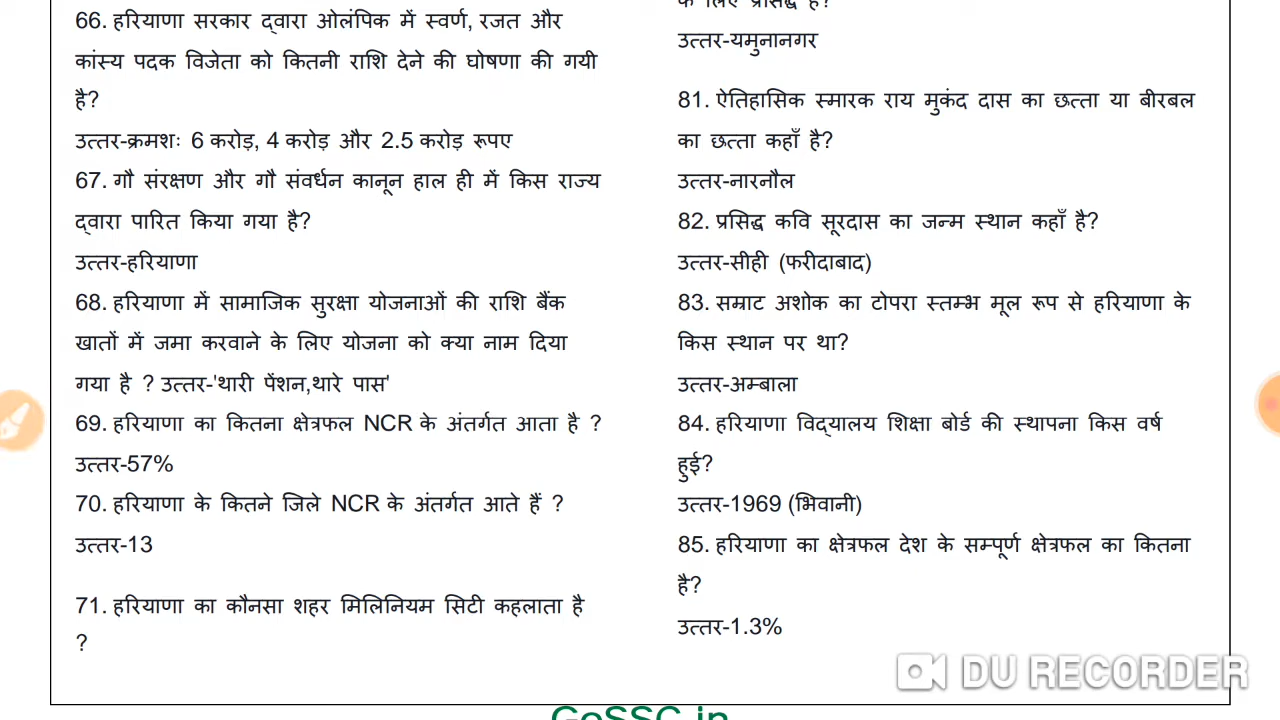 66. हरियाणा सरकार द्वारा ओलंपिक में स्वर्ण, रजत और
कांस्य पदक विजेता को कितनी राशि देने की घोषणा की गयी
है?
उत्तर-क्रमशः 6 करोड़, 4 करोड़ और 2.5 करोड़ रूपए
67. गौ संरक्षण और गौ संवर्धन कानून हाल ही में किस राज्य
द्वारा पारित किया गया है?
उत्तर-हरियाणा
68. हरियाणा में सामाजिक सुरक्षा योजनाओं की राशि बैंक
खातों में जमा करवाने के लिए योजना को क्या नाम दिया
गया है ? उत्तर-'थारी पेंशन,थारे पास'
69. हरियाणा का कितना क्षेत्रफल NCR के अंतर्गत आता है ?
उत्तर-57%
70. हरियाणा के कितने जिले NCR के अंतर्गत आते हैं ?
उत्तर-13
71. हरियाणा का कौनसा शहर मिलिनियम सिटी कहलाता है
?
के लिए प्रसिद्ध है?
उत्तर-यमुनानगर
81. ऐतिहासिक स्मारक राय मुकंद दास का छत्ता या बीरबल
का छत्ता कहाँ है?
उत्तर-नारनौल
82. प्रसिद्ध कवि सूरदास का जन्म स्थान कहाँ है?
उत्तर-सीही (फरीदाबाद)
83. सम्राट अशोक का टोपरा स्तम्भ मूल रूप से हरियाणा के
किस स्थान पर था?
उत्तर-अम्बाला
84. हरियाणा विद्यालय शिक्षा बोर्ड की स्थापना किस वर्ष
हुई?
उत्तर-1969 (भिवानी)
85. हरियाणा का क्षेत्रफल देश के सम्पूर्ण क्षेत्रफल का कितना
है?
उत्तर-1.3%
DU RECORDER
GoSSC.in